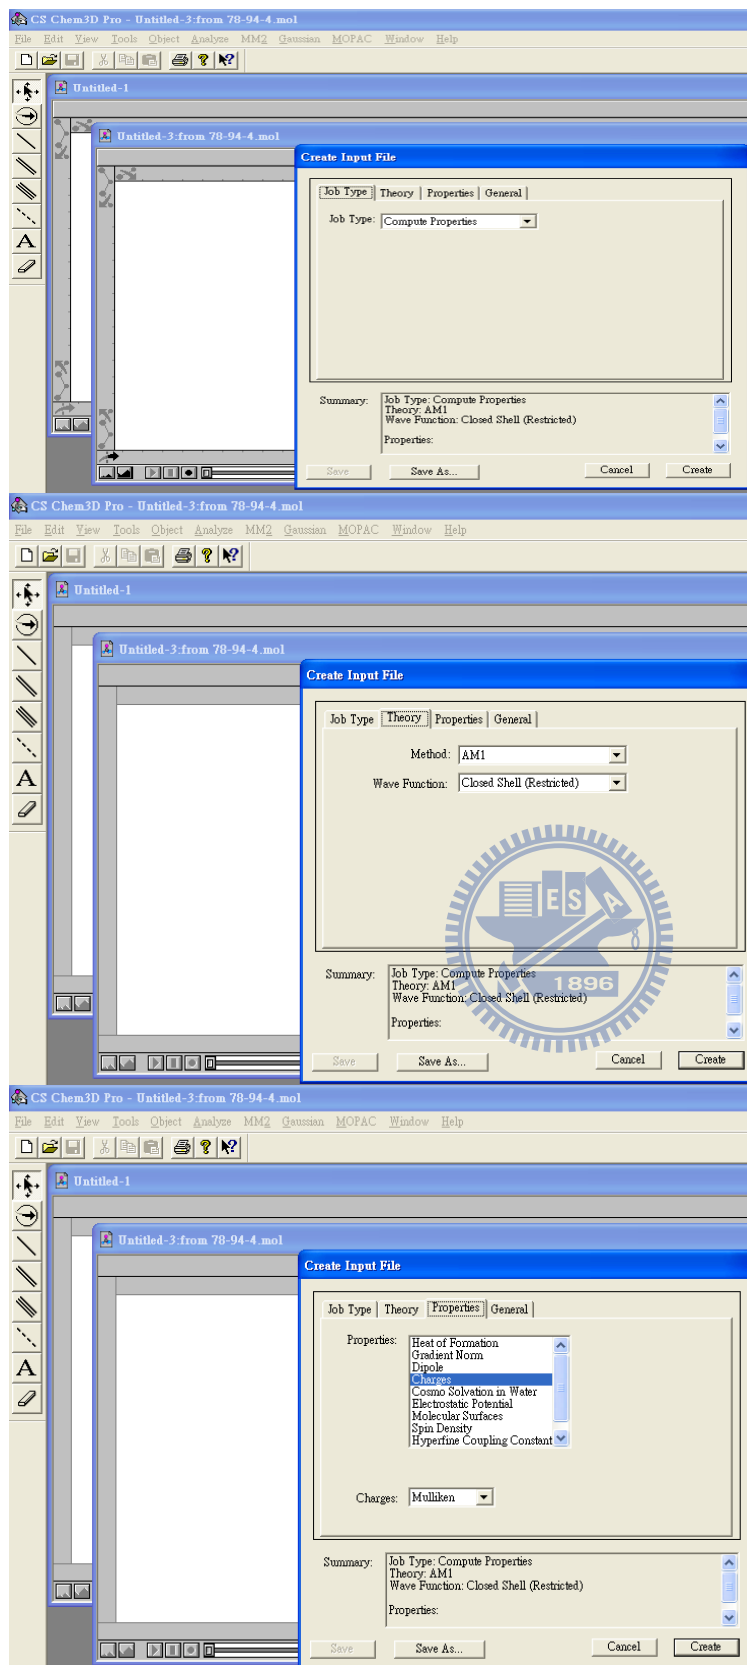 CS Chem3D Pro - Untitled-3:from 78-94-4.mol
File Edit View Tools Object Analyze MM2 Gaussian MOPAC Window Help
Untitled-1
Untitled-3:from 78-94-4.mol
Create Input File
Job Type Theory Properties General
Job Type: Compute Properties
Summary: Job Type: Compute Properties
Theory: AM1
Wave Function: Closed Shell (Restricted)
Properties:
Save Save As... Cancel Create
A
CS Chem3D Pro - Untitled-3:from 78-94-4.mol
File Edit View Tools Object Analyze MM2 Gaussian MOPAC Window Help
Untitled-1
Untitled-3:from 78-94-4.mol
Create Input File
Job Type Theory Properties General
Method: AM1
Wave Function: Closed Shell (Restricted)
ESA
1896
Summary: Job Type: Compute Properties
Theory: AM1
Wave Function: Closed Shell (Restricted)
Properties:
Save Save As... Cancel Create
A
CS Chem3D Pro - Untitled-3:from 78-94-4.mol
File Edit View Tools Object Analyze MM2 Gaussian MOPAC Window Help
Untitled-1
Untitled-3:from 78-94-4.mol
Create Input File
Job Type Theory Properties General
Properties: Heat of Formation
Gradient Norm
Dipole
Charges
Cosmo Solvation in Water
Electrostatic Potential
Molecular Surfaces
Spin Density
Hyperfine Coupling Constant
Charges: Mulliken
Summary: Job Type: Compute Properties
Theory: AM1
Wave Function: Closed Shell (Restricted)
Properties:
Save Save As... Cancel Create
A